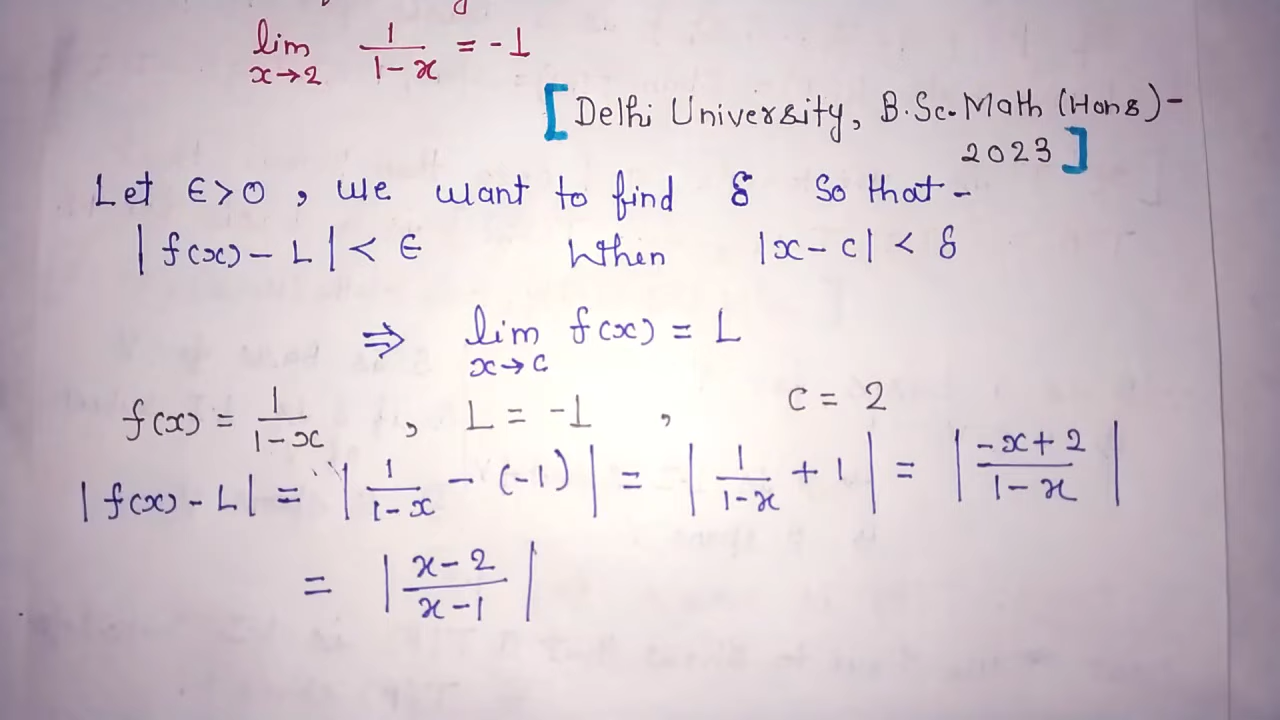 lim x→2 1/(1-x) = -1
[Delhi University, B.Sc. Math (Hons)-
2023]
Let ϵ>0, we want to find δ so that-
|f(x)-L| < ϵ When |x-c| < δ
⇒ lim x→c f(x) = L
f(x) = 1/(1-x), L = -1, c = 2
|f(x)-L| = |1/(1-x) - (-1)| = |1/(1-x) + 1| = |(-x+2)/(1-x)|
= |(x-2)/(x-1)|